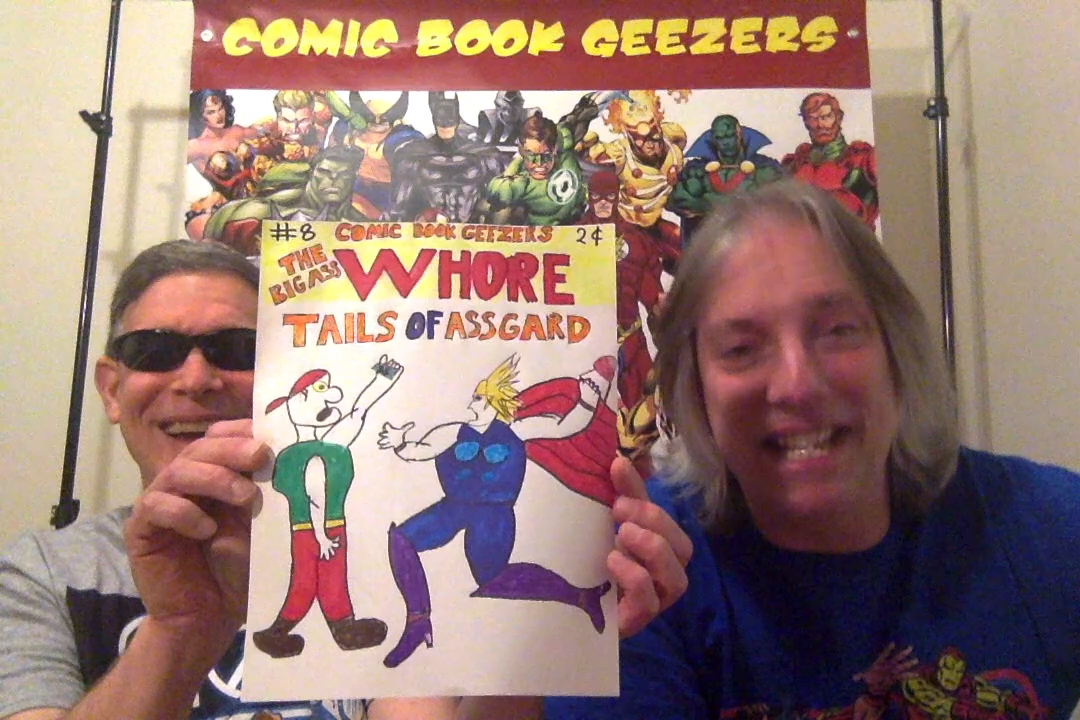 COMIC BOOK GEEZERS
#8 COMIC BOOK GEEZERS 2¢
THE BIG ASS WHORE
TAILS OF ASSGARD